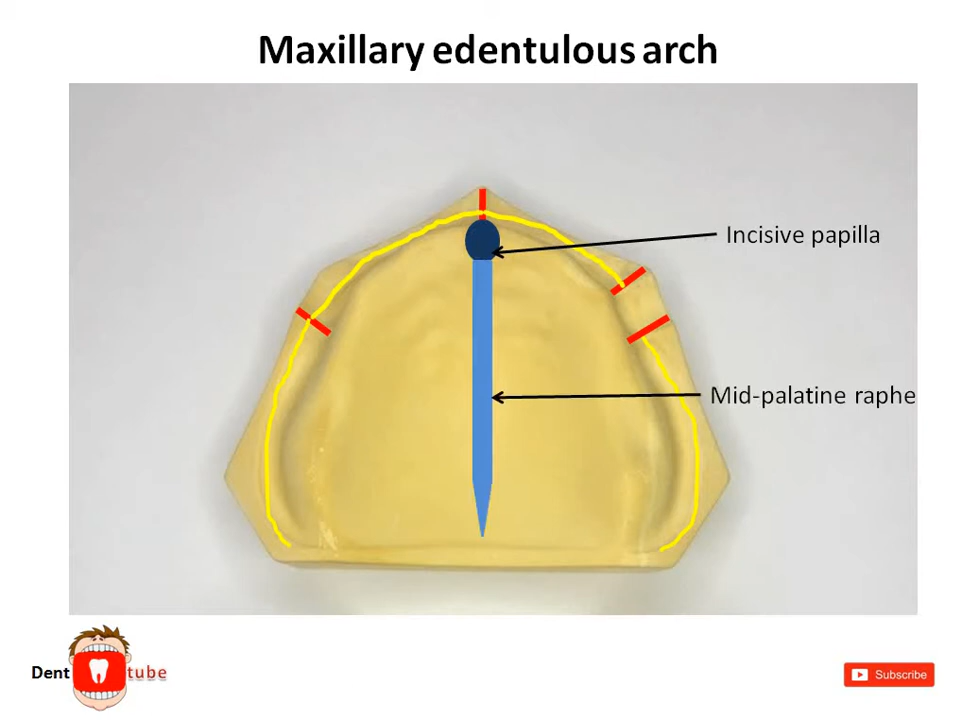 Maxillary edentulous arch
Incisive papilla
Mid-palatine raphe
Dent tube
Subscribe